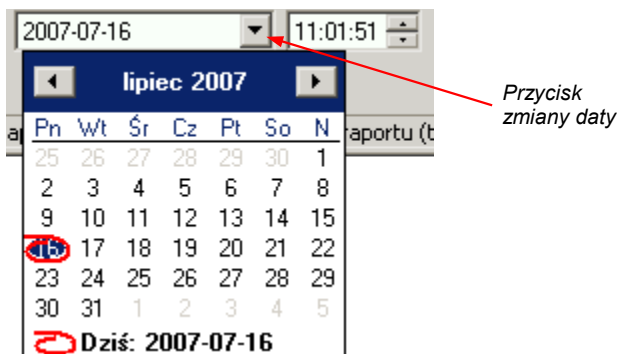 2007-07-16 11:01:51
lipiec 2007
Przycisk
zmiany daty
Pn Wt Śr Cz Pt So N
aportu (t
25 26 27 28 29 30 1
2 3 4 5 6 7 8
9 10 11 12 13 14 15
16 17 18 19 20 21 22
23 24 25 26 27 28 29
30 31 1 2 3 4 5
Dziś: 2007-07-16